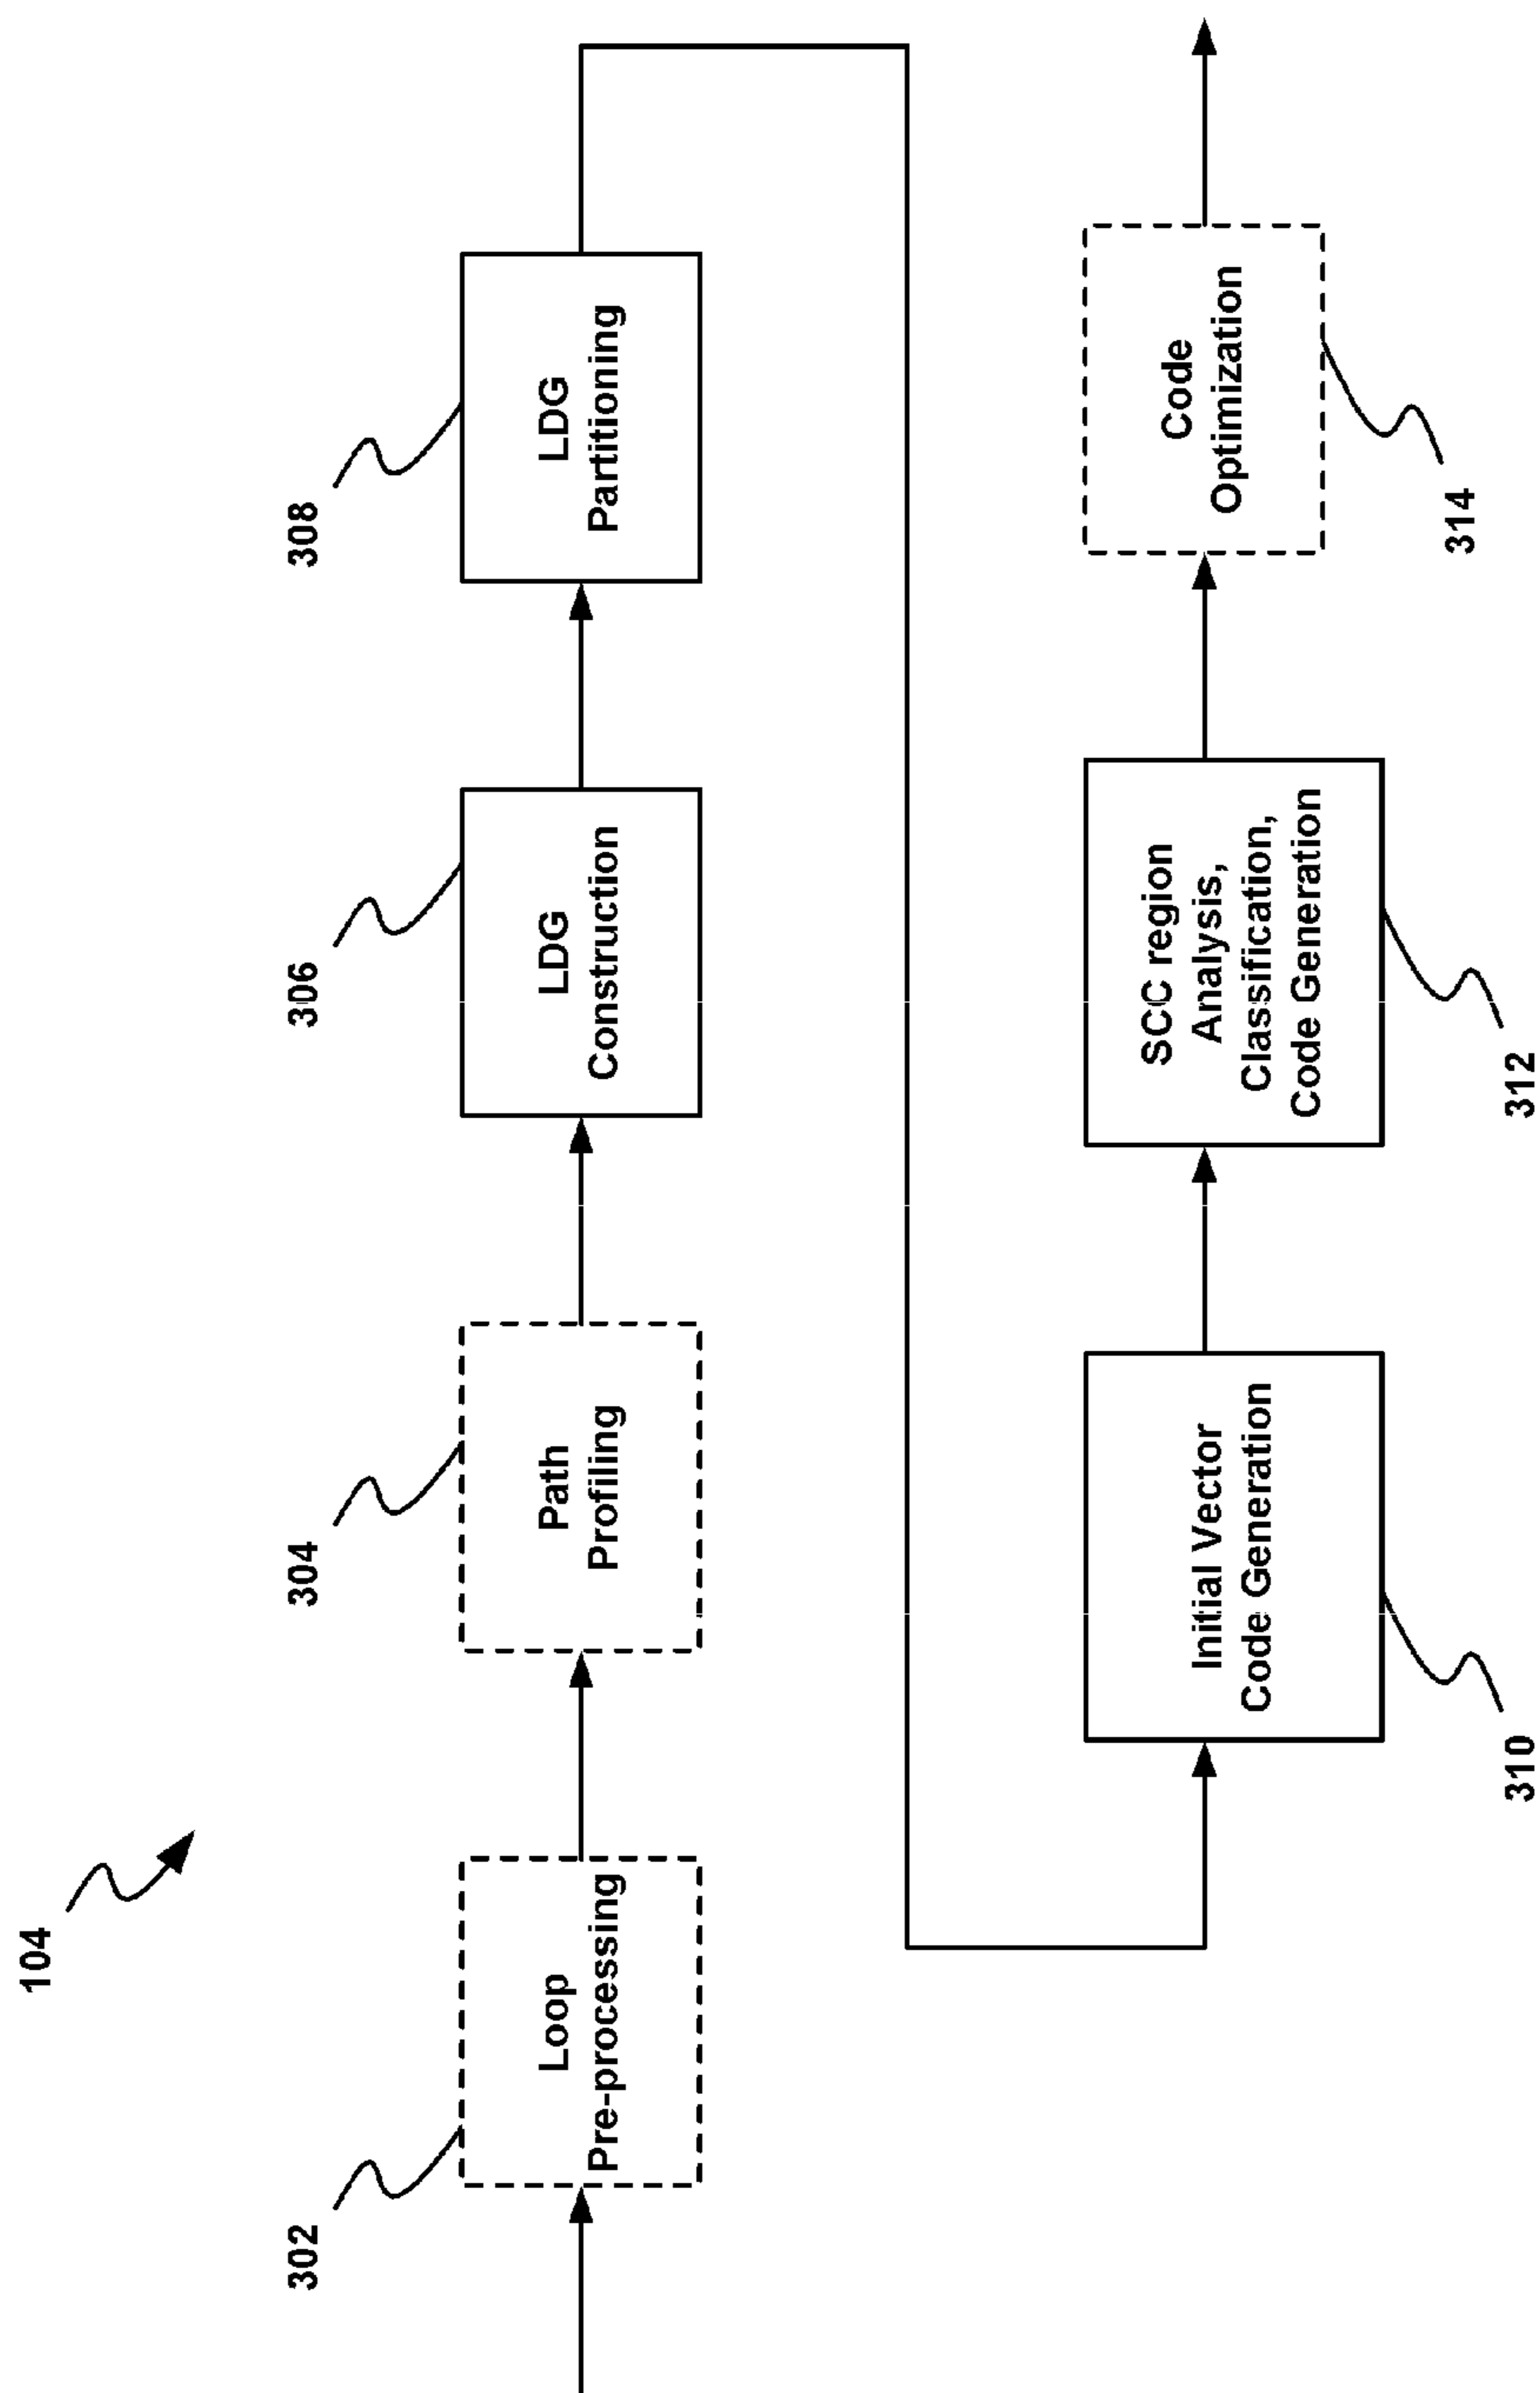 104
302
Loop
Pre-processing
304
Path
Profiling
306
LDG
Construction
308
LDG
Partitioning
Initial Vector
Code Generation
310
SCC region
Analysis,
Classification,
Code Generation
312
Code
Optimization
314